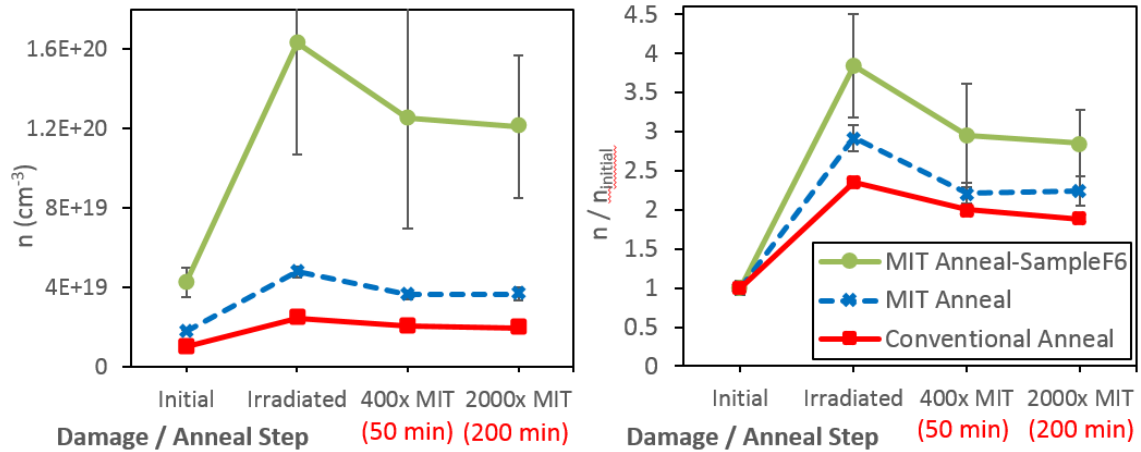 1.6E+20
1.2E+20
8E+19
4E+19
0
n (cm-3)
Initial Irradiated 400x MIT 2000x MIT
(50 min) (200 min)
Damage / Anneal Step
4.5
4
3.5
3
2.5
2
1.5
1
0.5
0
n / ninitial
MIT Anneal-SampleF6
MIT Anneal
Conventional Anneal
Initial Irradiated 400x MIT 2000x MIT
(50 min) (200 min)
Damage / Anneal Step